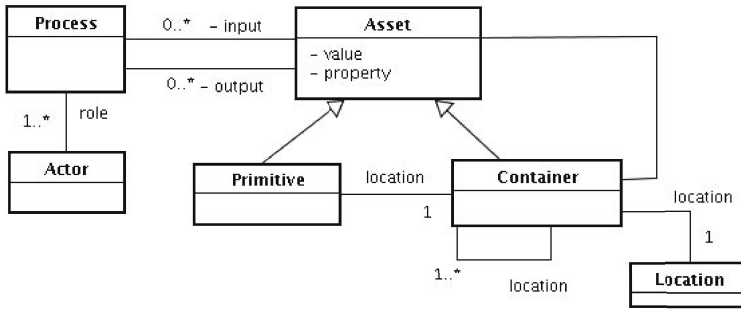 Process
0..* – input
Asset
– value
– property
0..* – output
role
1..*
Actor
Primitive
location
1
Container
location
1
1..*
location
Location